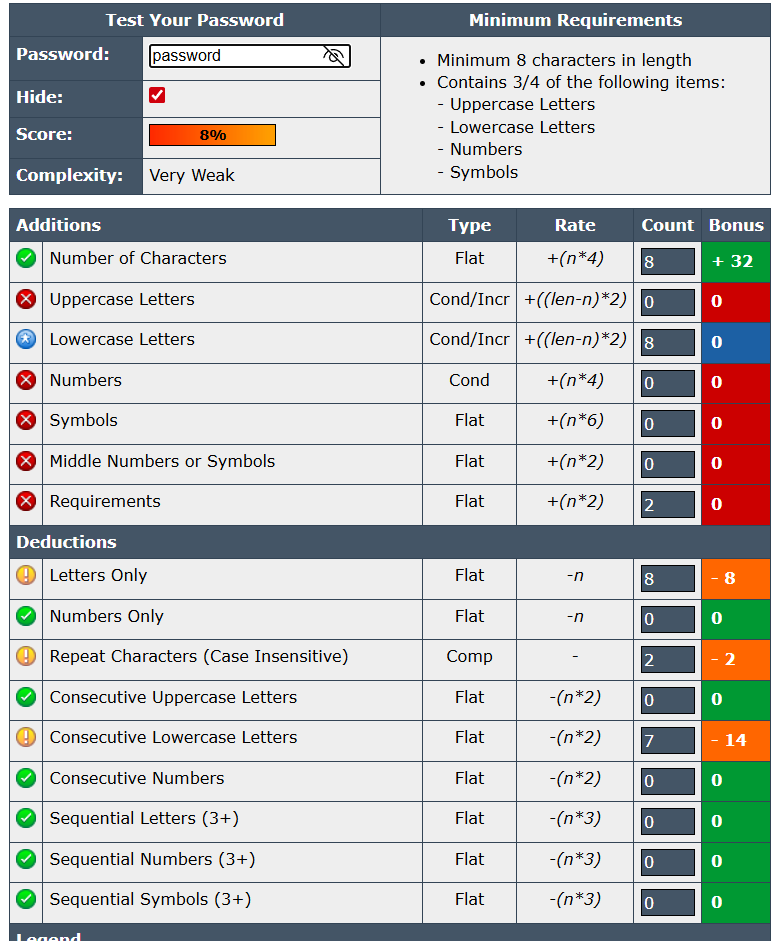 Test Your Password Minimum Requirements
Password: password
Hide:
Score: 8%
Complexity: Very Weak
• Minimum 8 characters in length
• Contains 3/4 of the following items:
- Uppercase Letters
- Lowercase Letters
- Numbers
- Symbols
Additions Type Rate Count Bonus
Number of Characters Flat +(n*4) 8 + 32
Uppercase Letters Cond/Incr +((len-n)*2) 0 0
Lowercase Letters Cond/Incr +((len-n)*2) 8 0
Numbers Cond +(n*4) 0 0
Symbols Flat +(n*6) 0 0
Middle Numbers or Symbols Flat +(n*2) 0 0
Requirements Flat +(n*2) 2 0
Deductions
Letters Only Flat -n 8 - 8
Numbers Only Flat -n 0 0
Repeat Characters (Case Insensitive) Comp - 2 - 2
Consecutive Uppercase Letters Flat -(n*2) 0 0
Consecutive Lowercase Letters Flat -(n*2) 7 - 14
Consecutive Numbers Flat -(n*2) 0 0
Sequential Letters (3+) Flat -(n*3) 0 0
Sequential Numbers (3+) Flat -(n*3) 0 0
Sequential Symbols (3+) Flat -(n*3) 0 0
Legend